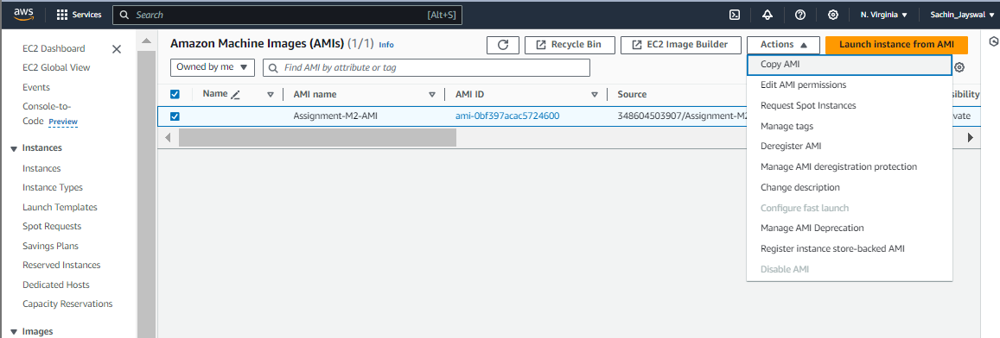 aws Services Search [Alt+S] N. Virginia Sachin_Jayswal
EC2 Dashboard
EC2 Global View
Events
Console-to-
Code Preview
Instances
Instances
Instance Types
Launch Templates
Spot Requests
Savings Plans
Reserved Instances
Dedicated Hosts
Capacity Reservations
Images
Amazon Machine Images (AMIs) (1/1) Info Recycle Bin EC2 Image Builder Actions Launch instance from AMI
Owned by me Find AMI by attribute or tag
Name AMI name AMI ID Source
Assignment-M2-AMI ami-0bf397acac5724600 348604503907/Assignment-M2
Copy AMI
Edit AMI permissions
Request Spot Instances
Manage tags
Deregister AMI
Manage AMI deregistration protection
Change description
Configure fast launch
Manage AMI Deprecation
Register instance store-backed AMI
Disable AMI